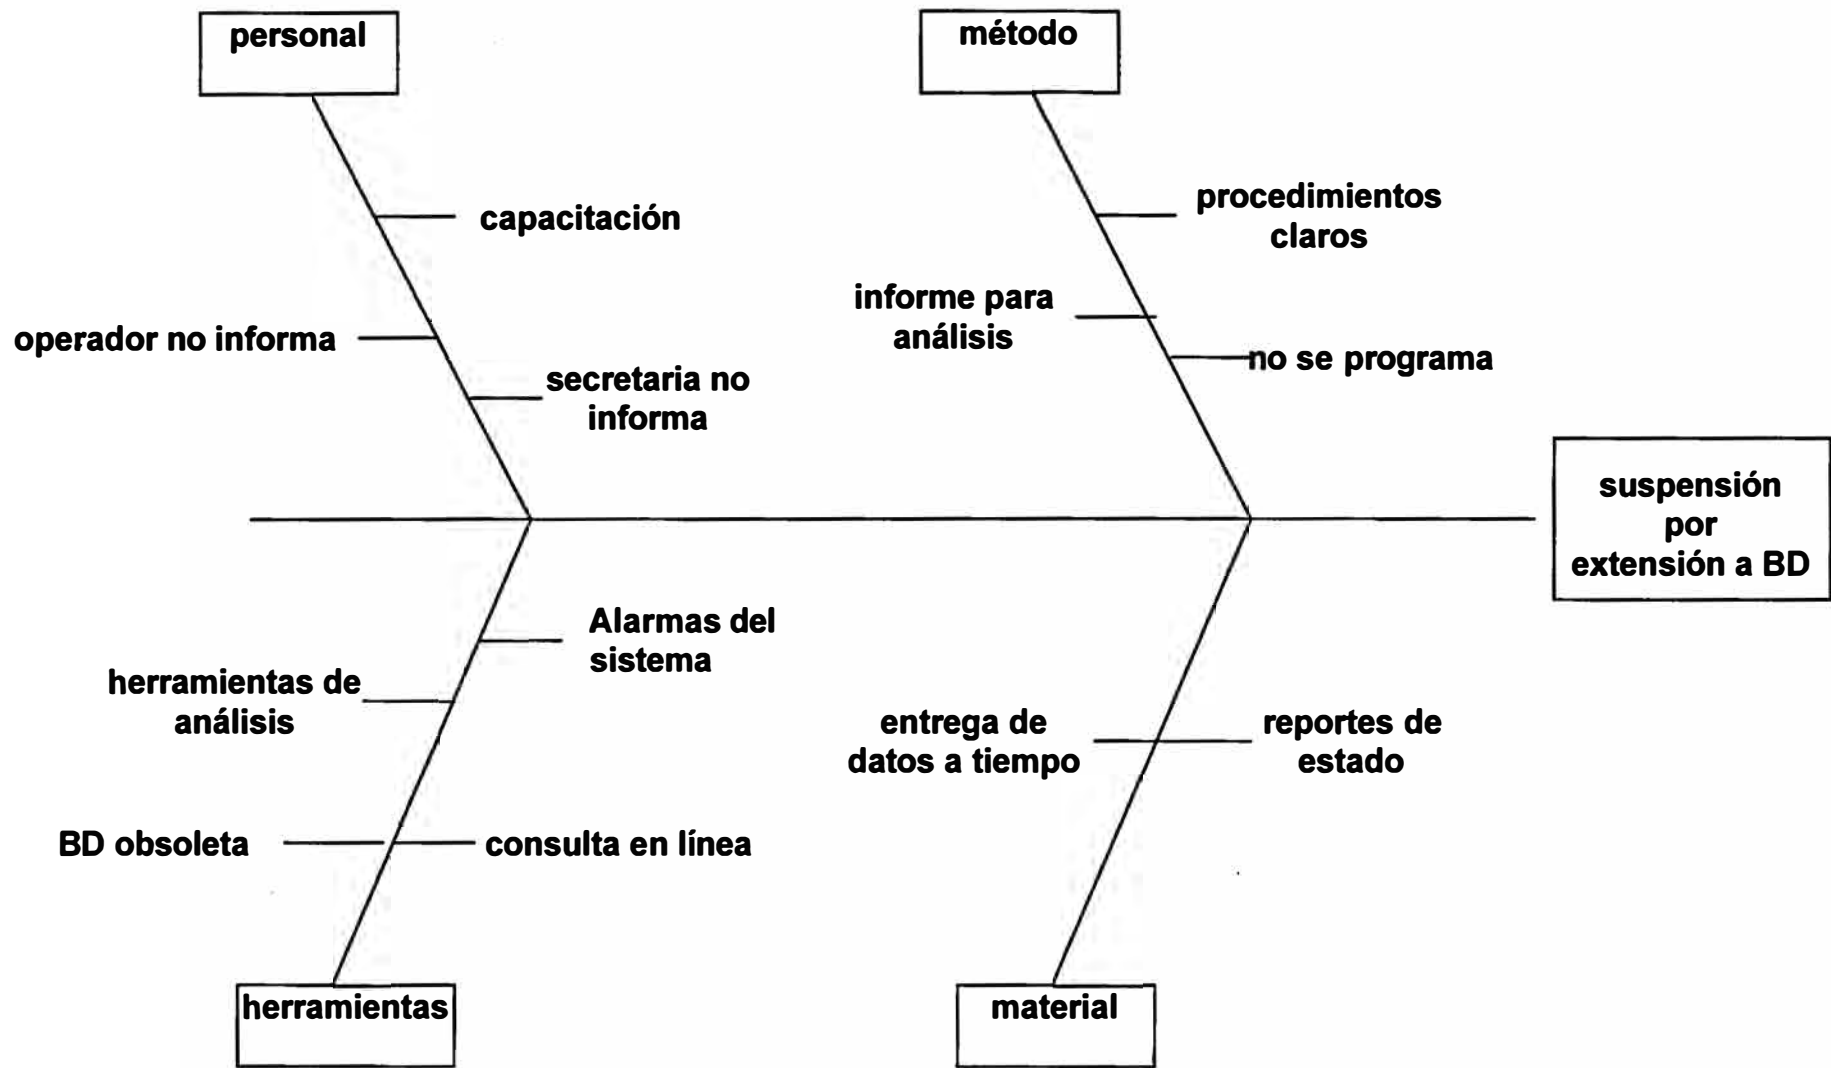 personal
método
capacitación
procedimientos
claros
informe para
análisis
operador no informa
no se programa
secretaria no
informa
suspensión
por
extensión a BD
Alarmas del
sistema
herramientas de
análisis
entrega de
datos a tiempo
reportes de
estado
BD obsoleta
consulta en línea
herramientas
material